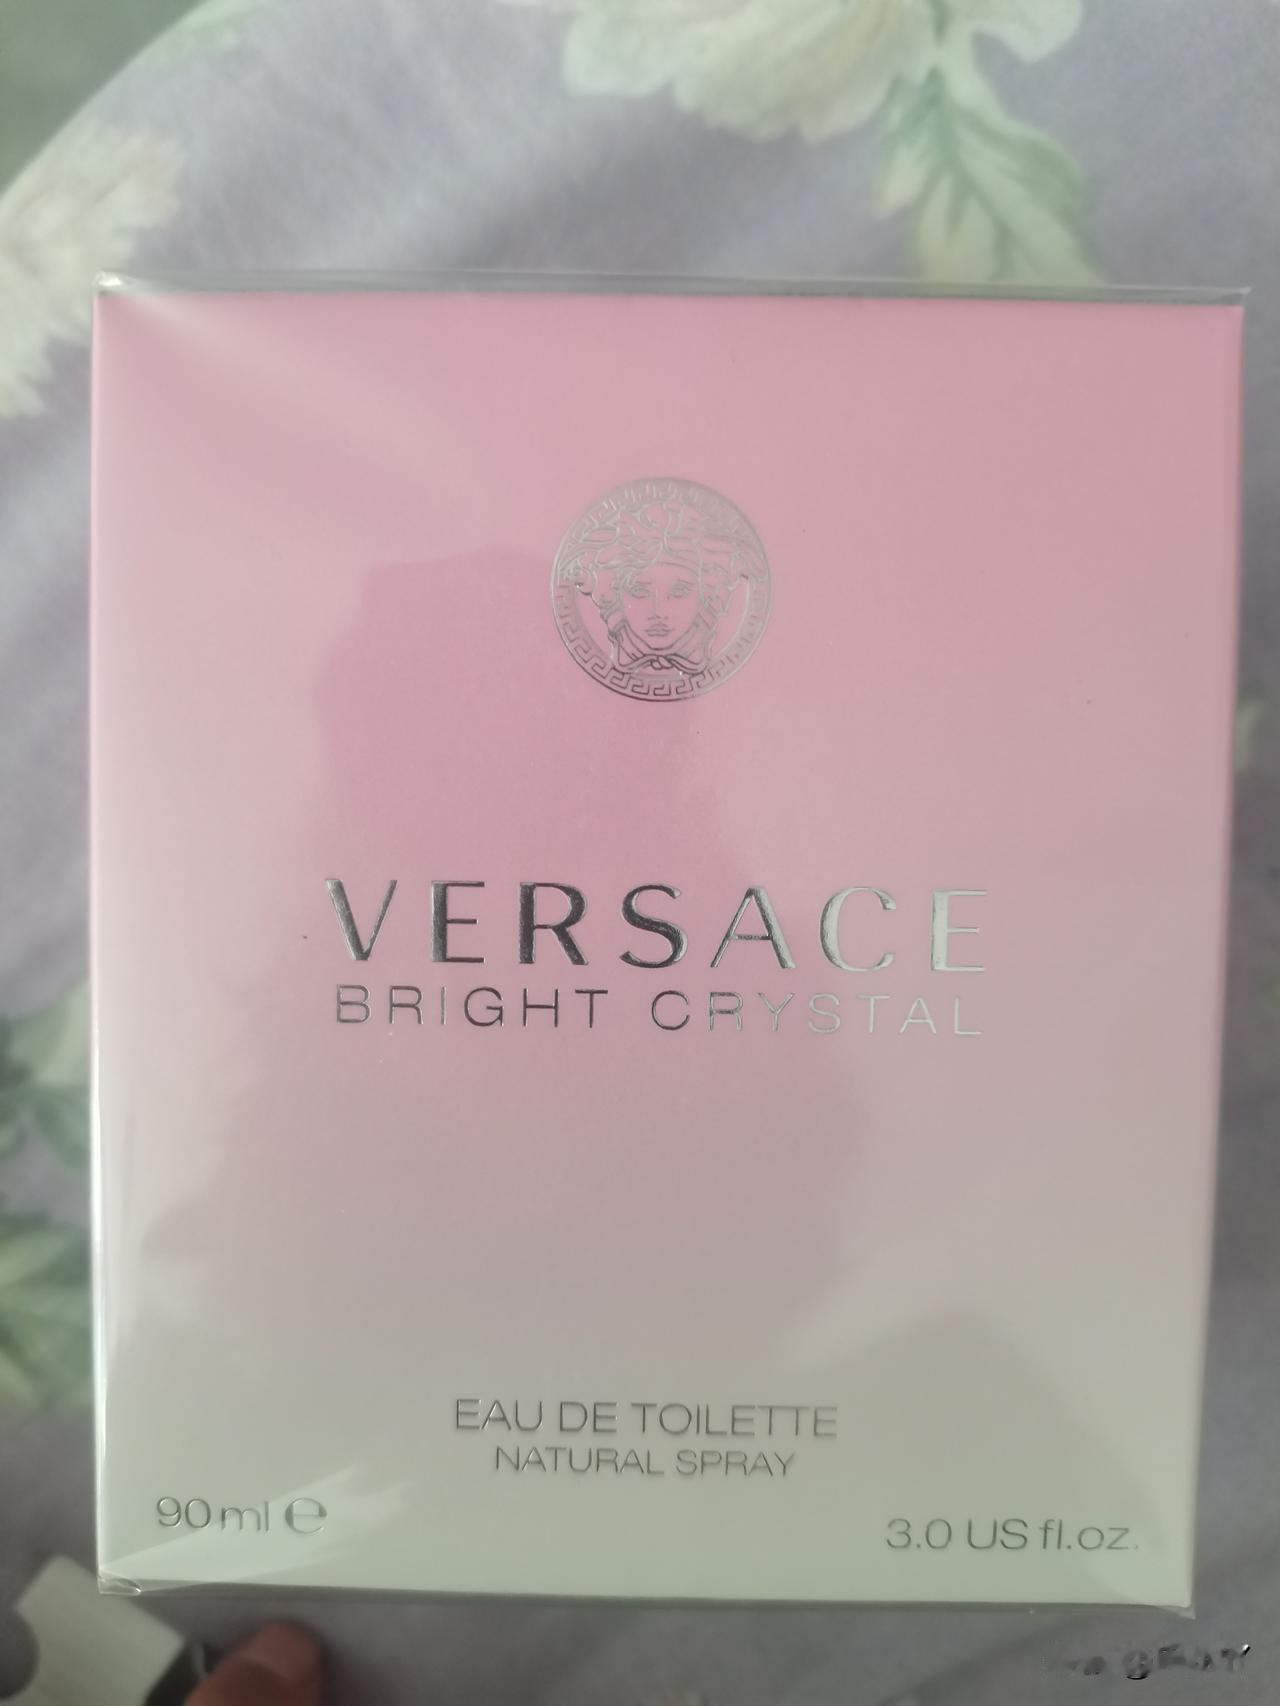 VERSACE
BRIGHT CRYSTAL
EAU DE TOILETTE
NATURAL SPRAY
90 ml ℮
3.0 US fl.oz.